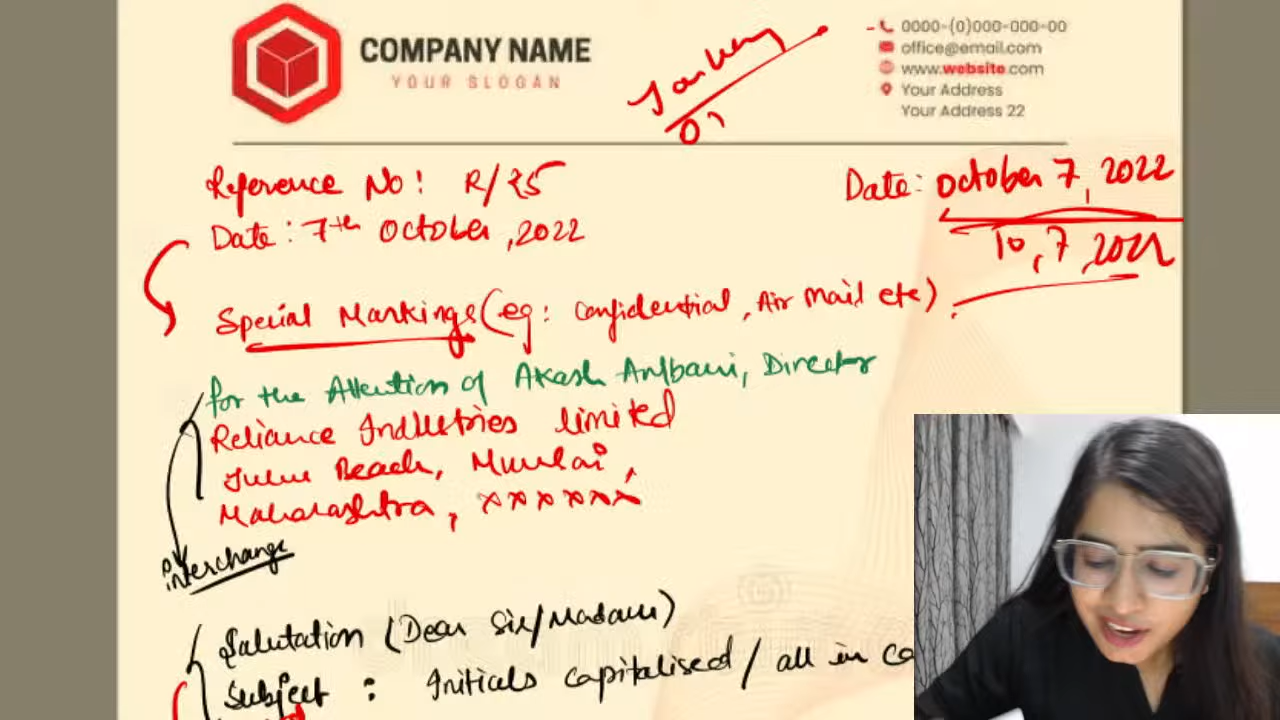 COMPANY NAME
YOUR SLOGAN
0000-(0)000-000-00
office@email.com
www.website.com
Your Address
Your Address 22
Reference No: R/25
Date: 7th October, 2022
Date: October 7, 2022
10, 7, 2022
Special Markings (eg: Confidential, Air Mail etc)
for the Attention of Akash Ambani, Director
Reliance Industries limited
Beach, Mumbai,
Maharashtra, xxxxxx
interchange
Salutation (Dear Sir/Madam)
Subject : Initials capitalised / all in ca